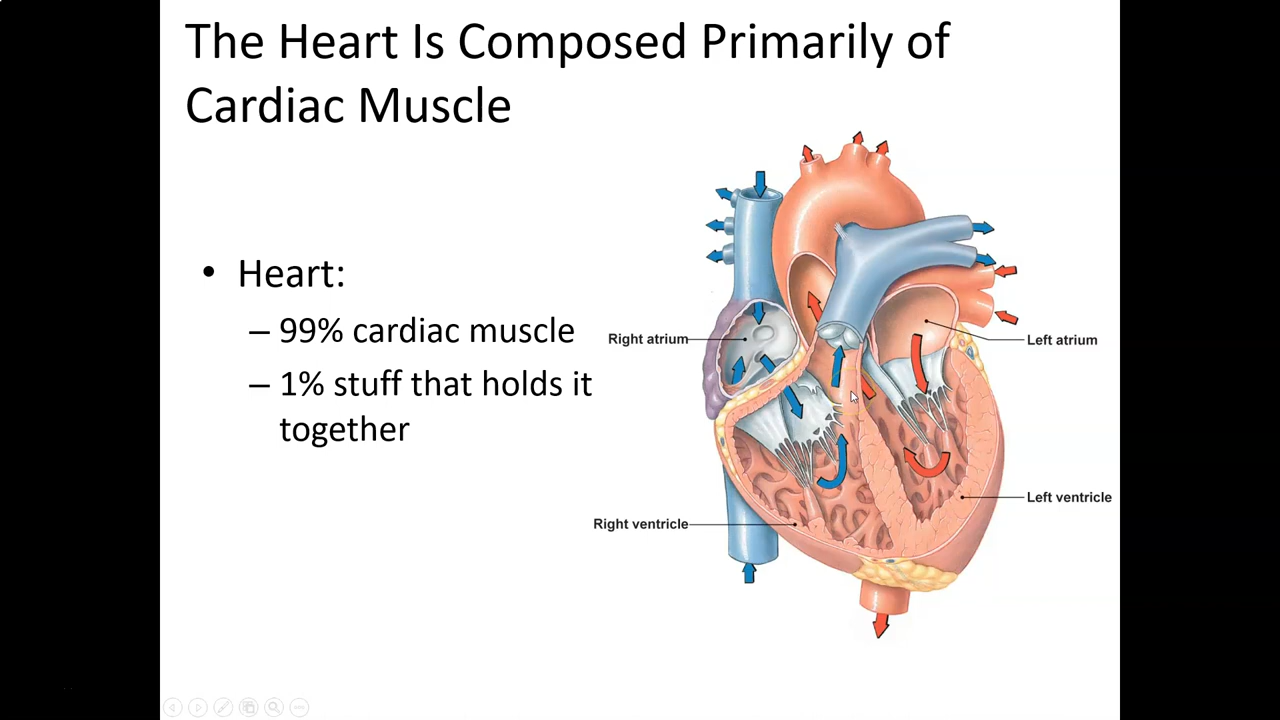 The Heart Is Composed Primarily of
Cardiac Muscle
• Heart:
– 99% cardiac muscle
– 1% stuff that holds it
together
Right atrium
Left atrium
Left ventricle
Right ventricle